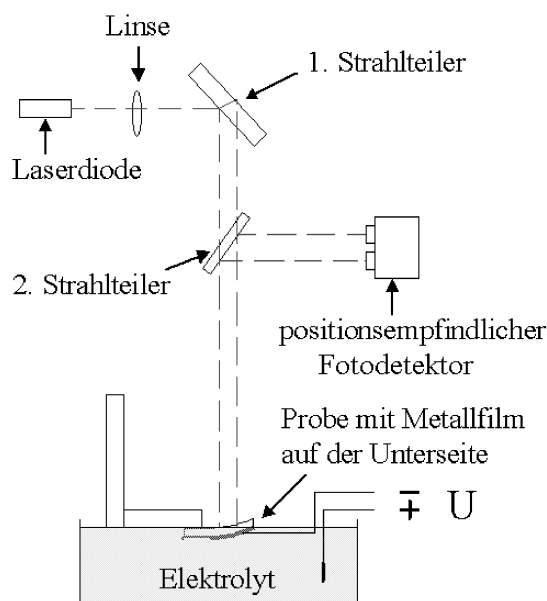 Linse
1. Strahlteiler
Laserdiode
2. Strahlteiler
positionsempfindlicher
Fotodetektor
Probe mit Metallfilm
auf der Unterseite
∓ U
Elektrolyt